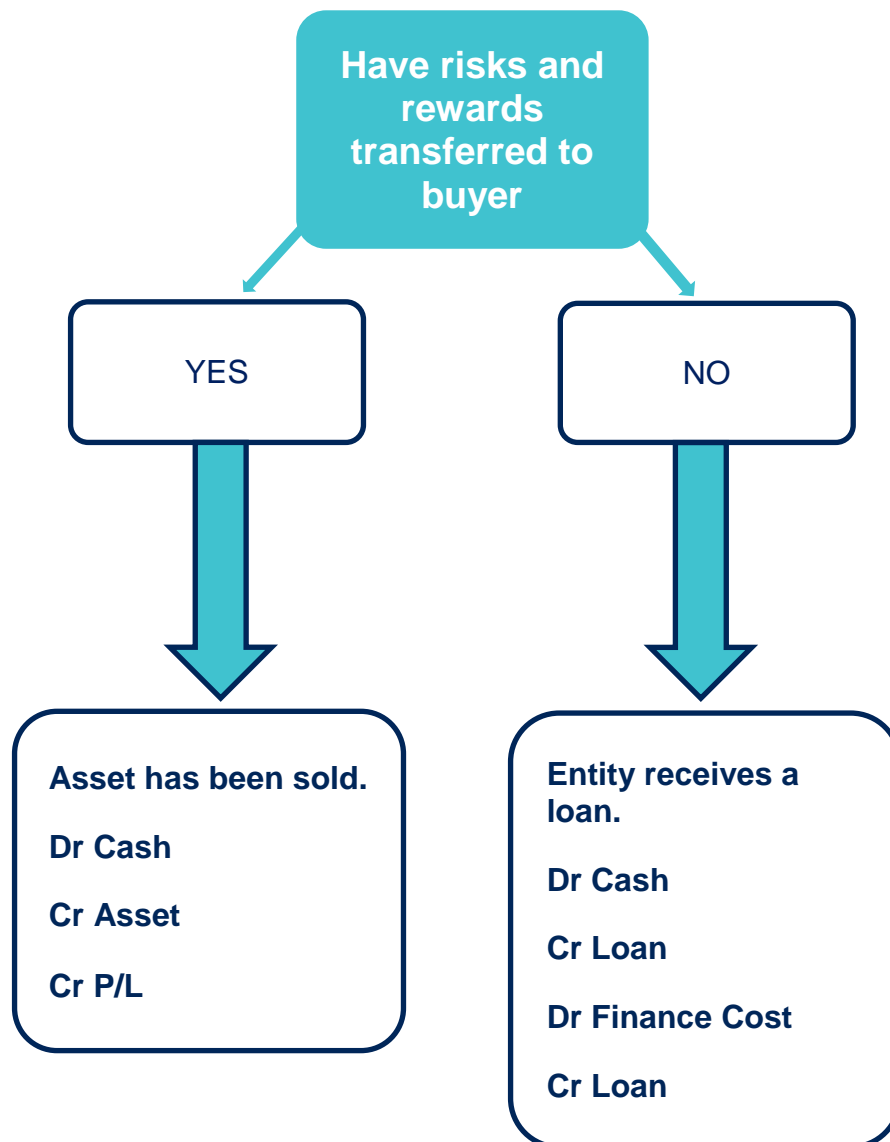 Have risks and
rewards
transferred to
buyer
YES
NO
Asset has been sold.
Dr Cash
Cr Asset
Cr P/L
Entity receives a
loan.
Dr Cash
Cr Loan
Dr Finance Cost
Cr Loan